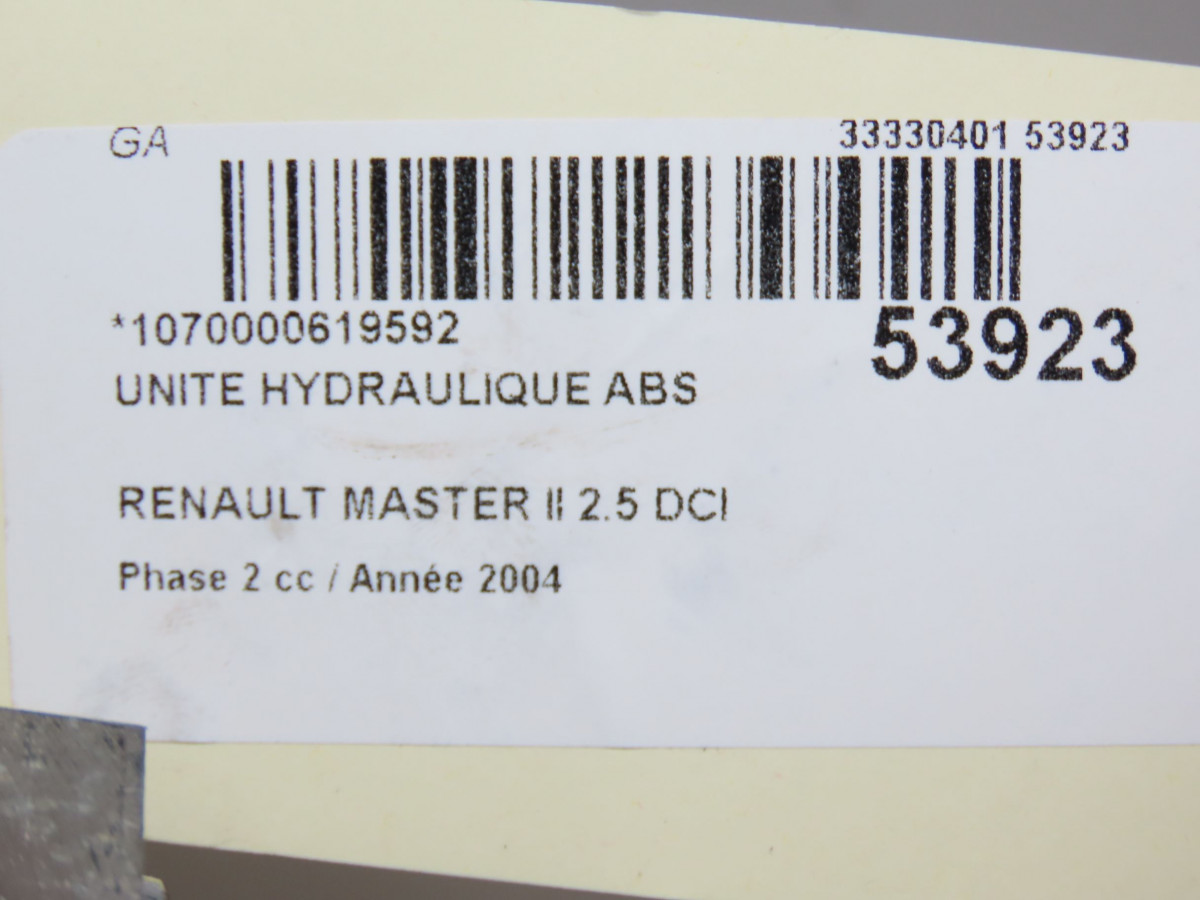 GA
33330401 53923
*1070000619592
53923
UNITE HYDRAULIQUE ABS
RENAULT MASTER II 2.5 DCI
Phase 2 cc / Année 2004